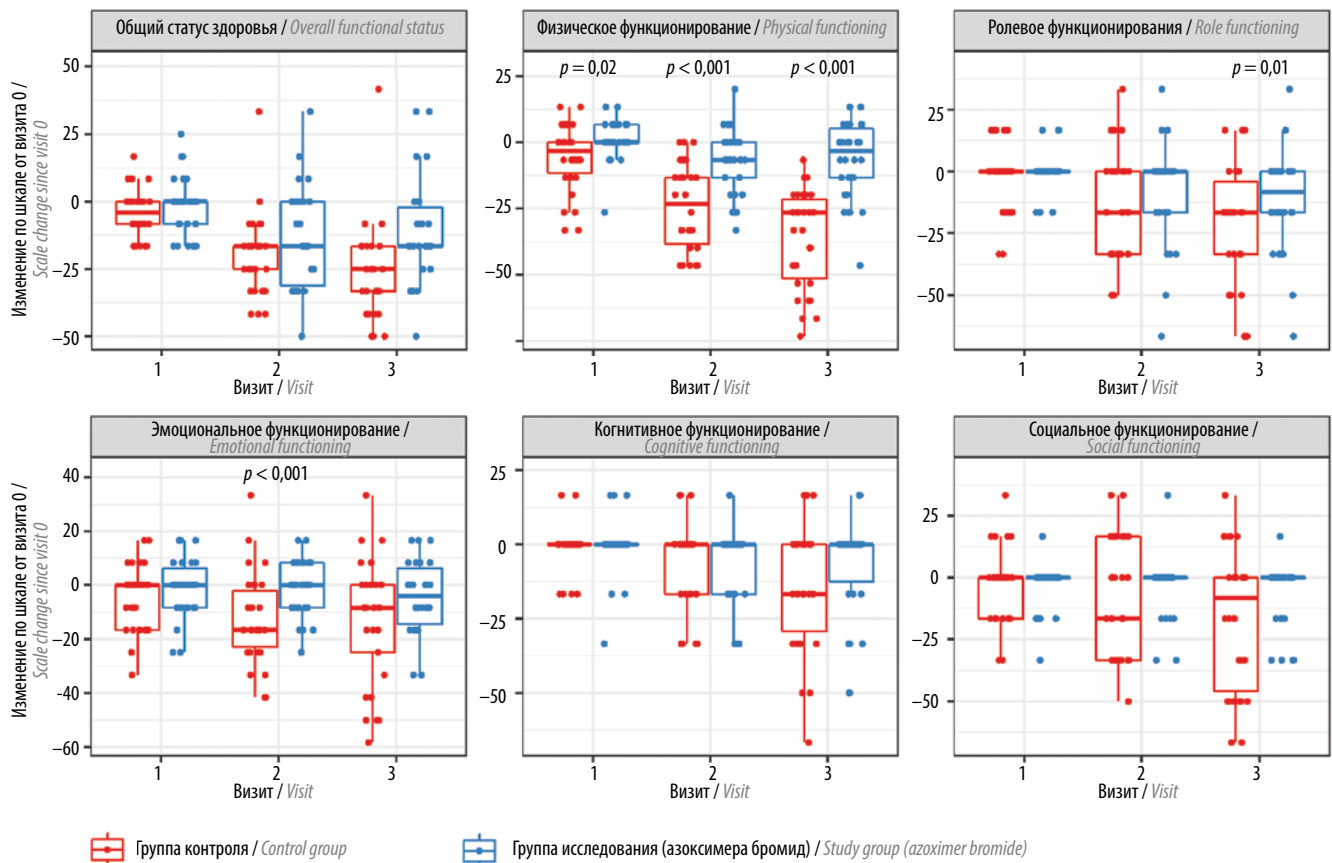 Общий статус здоровья / Overall functional status
Изменение по шкале от визита 0 /
Scale change since visit 0
50
25
0
−25
−50
1 2 3
Визит / Visit
Физическое функционирование / Physical functioning
p = 0,02 p < 0,001 p < 0,001
25
0
−25
−50
1 2 3
Визит / Visit
Ролевое функционирования / Role functioning
p = 0,01
25
0
−25
−50
1 2 3
Визит / Visit
Эмоциональное функционирование /
Emotional functioning
p < 0,001
Изменение по шкале от визита 0 /
Scale change since visit 0
40
20
0
−20
-40
−60
1 2 3
Визит / Visit
Когнитивное функционирование /
Cognitive functioning
25
0
−25
−50
1 2 3
Визит / Visit
Социальное функционирование /
Social functioning
25
0
−25
−50
1 2 3
Визит / Visit
Группа контроля / Control group
Группа исследования (азоксимера бромид) / Study group (azoximer bromide)